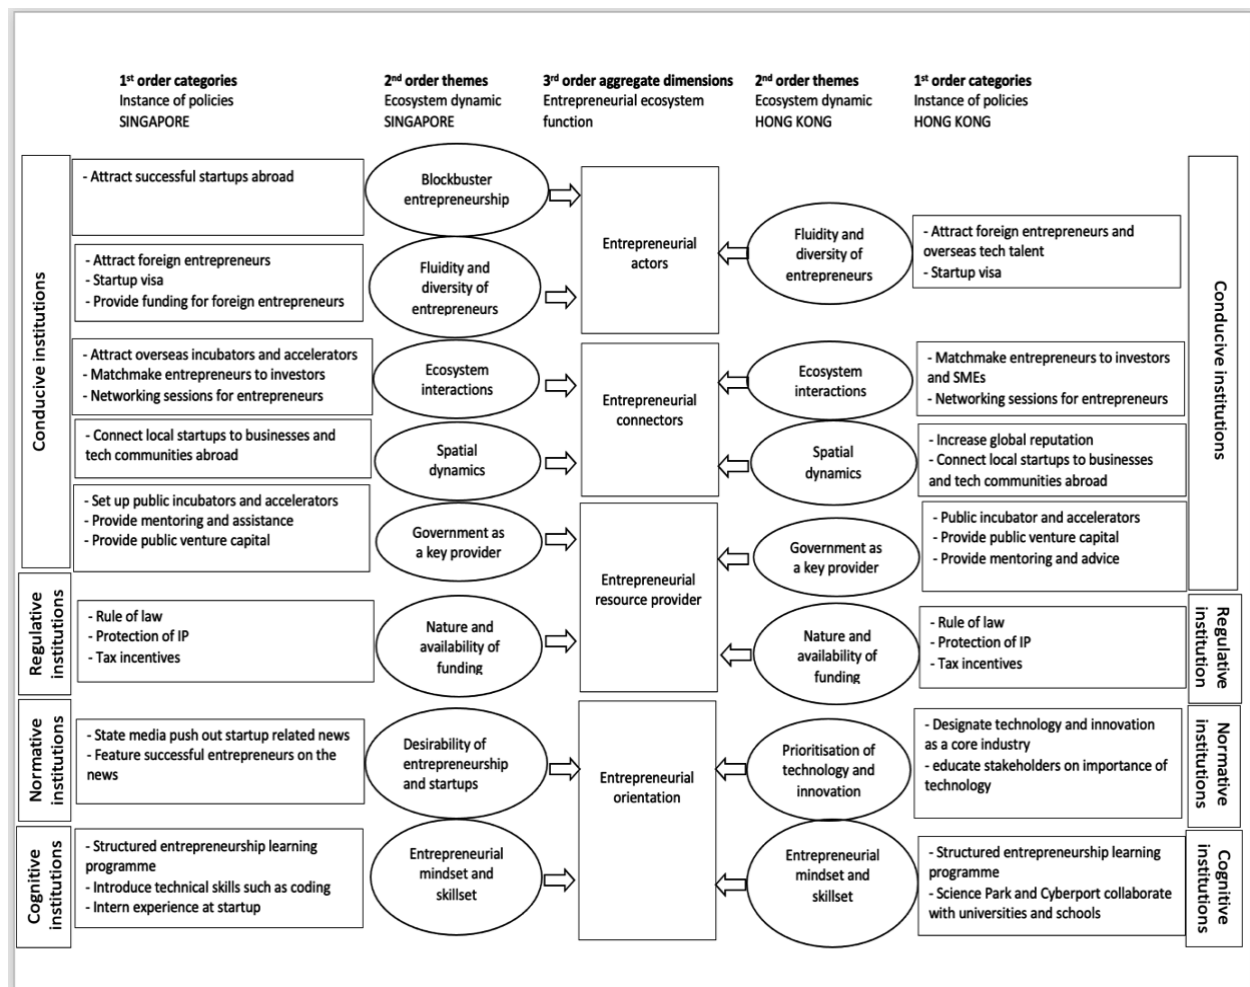 1st order categories
Instance of policies
SINGAPORE
2nd order themes
Ecosystem dynamic
SINGAPORE
3rd order aggregate dimensions
Entrepreneurial ecosystem
function
2nd order themes
Ecosystem dynamic
HONG KONG
1st order categories
Instance of policies
HONG KONG
Conducive institutions
- Attract successful startups abroad
Blockbuster
entrepreneurship
- Attract foreign entrepreneurs
- Startup visa
- Provide funding for foreign entrepreneurs
Fluidity and
diversity of
entrepreneurs
Entrepreneurial
actors
Fluidity and
diversity of
entrepreneurs
- Attract foreign entrepreneurs and
overseas tech talent
- Startup visa
Conducive institutions
- Attract overseas incubators and accelerators
- Matchmake entrepreneurs to investors
- Networking sessions for entrepreneurs
Ecosystem
interactions
Entrepreneurial
connectors
Ecosystem
interactions
- Matchmake entrepreneurs to investors
and SMEs
- Networking sessions for entrepreneurs
- Connect local startups to businesses and
tech communities abroad
Spatial
dynamics
Spatial
dynamics
- Increase global reputation
- Connect local startups to businesses
and tech communities abroad
- Set up public incubators and accelerators
- Provide mentoring and assistance
- Provide public venture capital
Government as
a key provider
Entrepreneurial
resource provider
Government as
a key provider
- Public incubator and accelerators
- Provide public venture capital
- Provide mentoring and advice
Regulative
institutions
- Rule of law
- Protection of IP
- Tax incentives
Nature and
availability of
funding
Nature and
availability of
funding
- Rule of law
- Protection of IP
- Tax incentives
Regulative
institution
Normative
institutions
- State media push out startup related news
- Feature successful entrepreneurs on the
news
Desirability of
entrepreneurship
and startups
Entrepreneurial
orientation
Prioritisation of
technology and
innovation
- Designate technology and innovation
as a core industry
- educate stakeholders on importance of
technology
Normative
institutions
Cognitive
institutions
- Structured entrepreneurship learning
programme
- Introduce technical skills such as coding
- Intern experience at startup
Entrepreneurial
mindset and
skillset
Entrepreneurial
mindset and
skillset
- Structured entrepreneurship learning
programme
- Science Park and Cyberport collaborate
with universities and schools
Cognitive
institutions